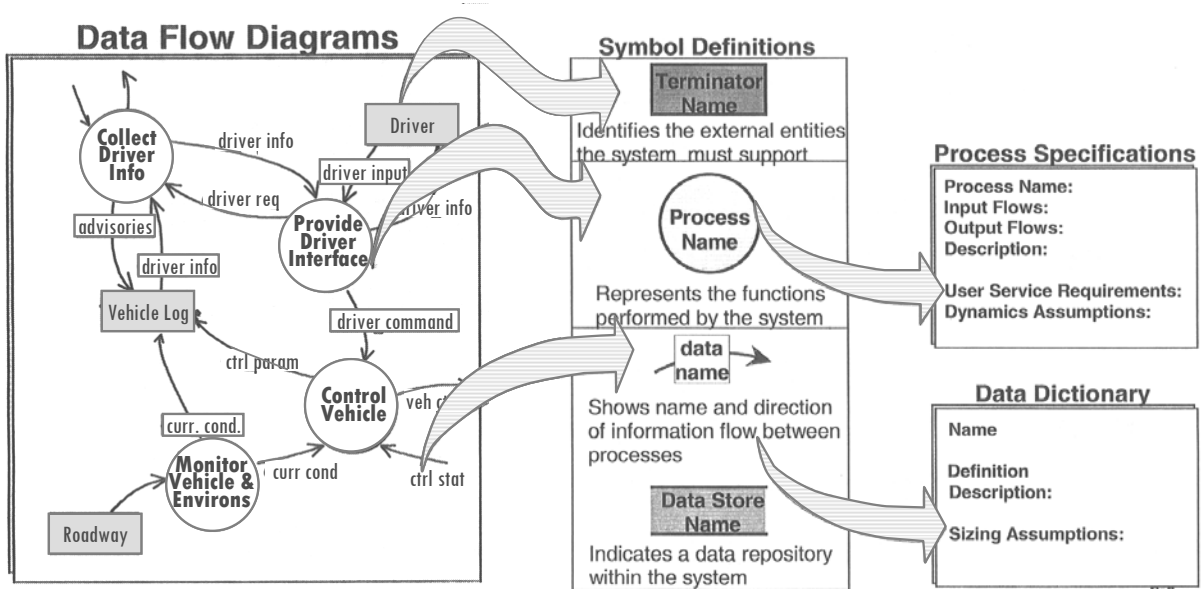 Data Flow Diagrams
Collect
Driver
Info
driver info
Driver
driver input
driver req
driver info
Provide
Driver
Interface
advisories
driver info
Vehicle Log
driver command
ctrl param
Control
Vehicle
veh
curr. cond.
Monitor
Vehicle &
Environs
curr cond
ctrl stat
Roadway
Symbol Definitions
Terminator
Name
Identifies the external entities
the system must support
Process
Name
Represents the functions
performed by the system
data
name
Shows name and direction
of information flow between
processes
Data Store
Name
Indicates a data repository
within the system
Process Specifications
Process Name:
Input Flows:
Output Flows:
Description:
User Service Requirements:
Dynamics Assumptions:
Data Dictionary
Name
Definition
Description:
Sizing Assumptions: